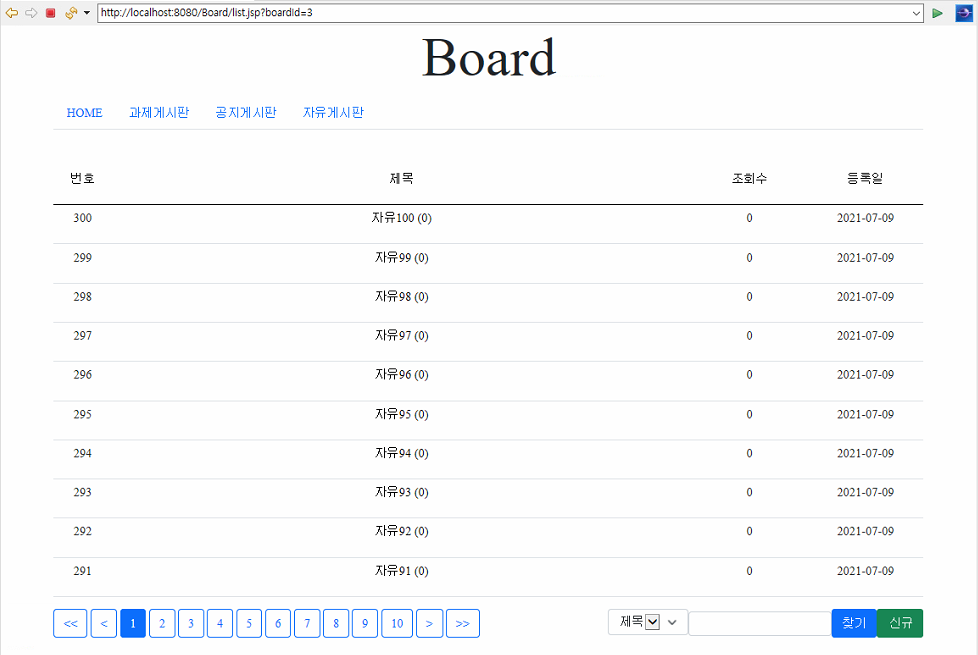 http://localhost:8080/Board/list.jsp?boardId=3
Board
HOME 과제게시판 공지게시판 자유게시판
번호 제목 조회수 등록일
300 자유100 (0) 0 2021-07-09
299 자유99 (0) 0 2021-07-09
298 자유98 (0) 0 2021-07-09
297 자유97 (0) 0 2021-07-09
296 자유96 (0) 0 2021-07-09
295 자유95 (0) 0 2021-07-09
294 자유94 (0) 0 2021-07-09
293 자유93 (0) 0 2021-07-09
292 자유92 (0) 0 2021-07-09
291 자유91 (0) 0 2021-07-09
<< < 1 2 3 4 5 6 7 8 9 10 > >> 제목 찾기 신규